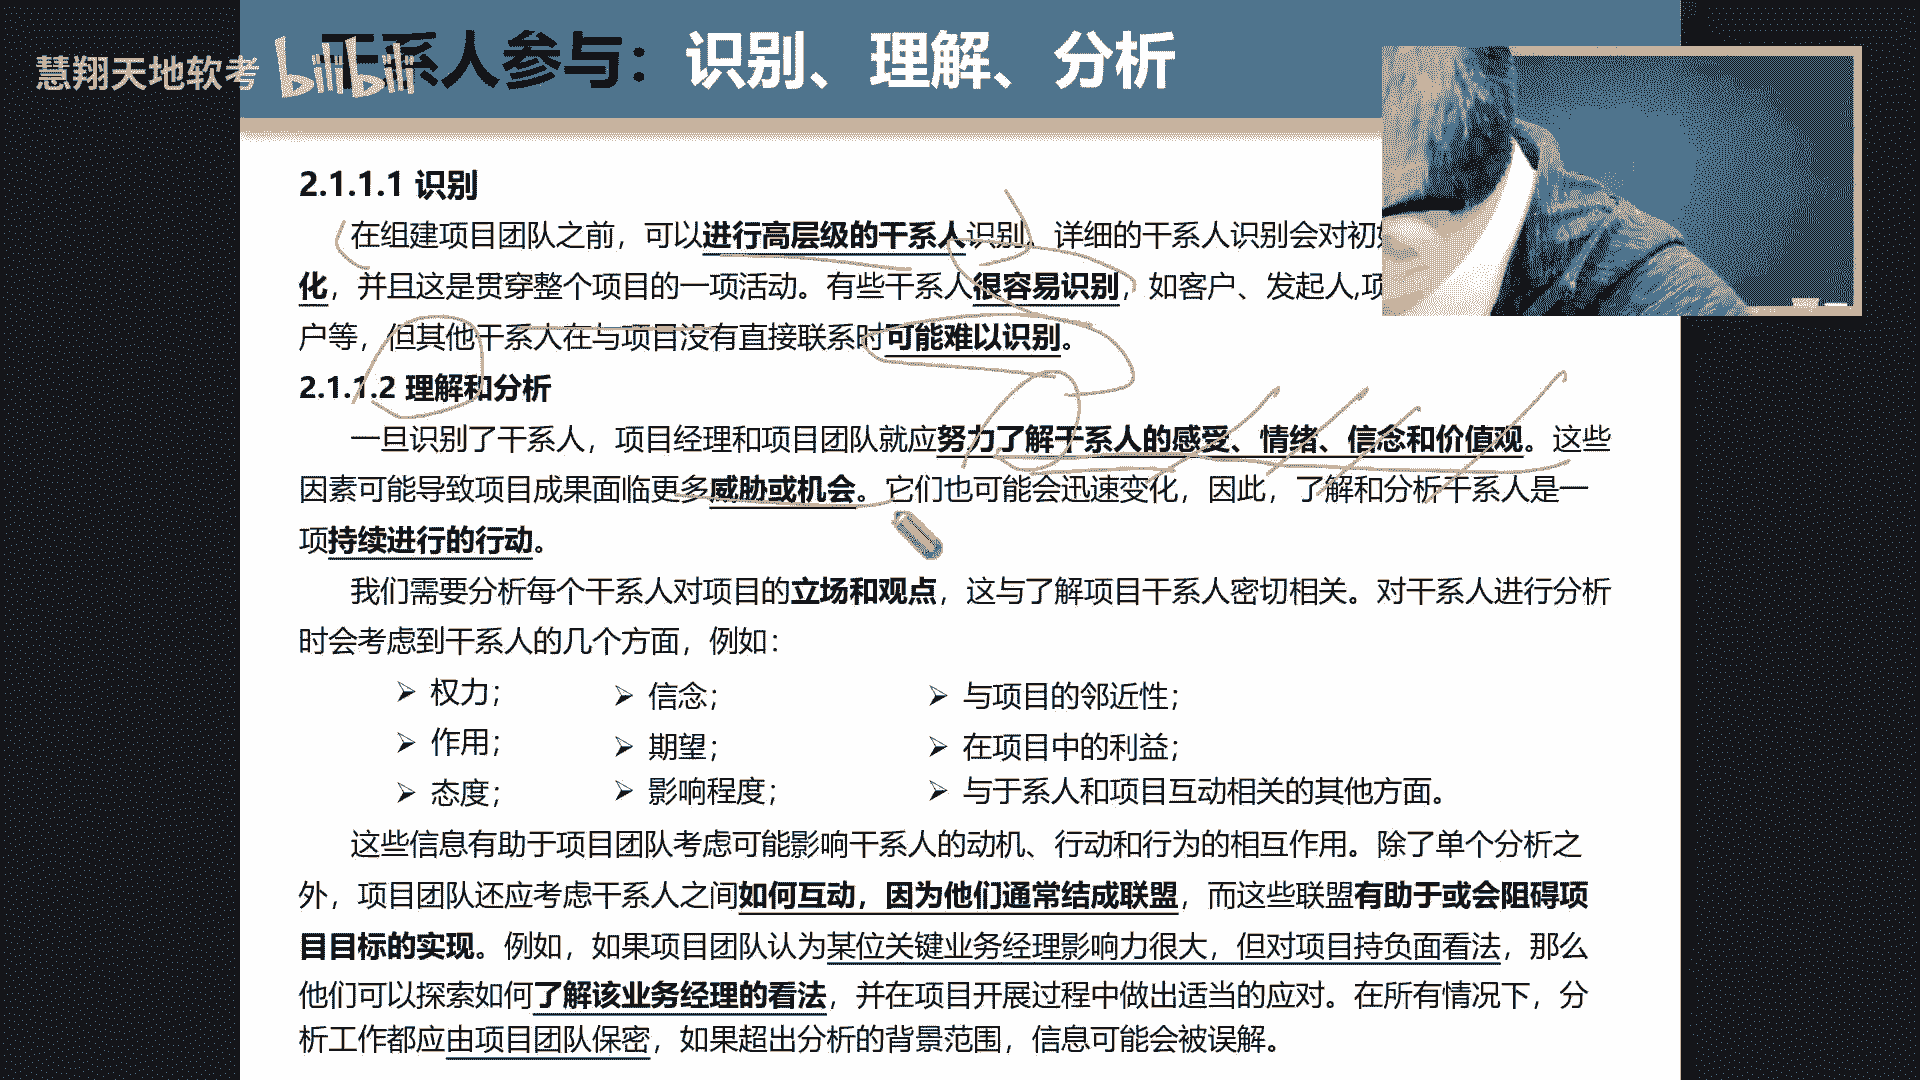 慧翔天地软考 bilibili
干系人参与：识别、理解、分析
2.1.1.1 识别
在组建项目团队之前，可以进行高层级的干系人识别。详细的干系人识别会对初
化，并且这是贯穿整个项目的一项活动。有些干系人很容易识别，如客户、发起人,项
户等，但其他干系人在与项目没有直接联系时可能难以识别。
2.1.1.2 理解和分析
一旦识别了干系人，项目经理和项目团队就应努力了解干系人的感受、情绪、信念和价值观。这些
因素可能导致项目成果面临更多威胁或机会。它们也可能会迅速变化，因此，了解和分析干系人是一
项持续进行的行动。
我们需要分析每个干系人对项目的立场和观点，这与了解项目干系人密切相关。对干系人进行分析
时会考虑到干系人的几个方面，例如：
➢ 权力； ➢ 信念； ➢ 与项目的邻近性；
➢ 作用； ➢ 期望； ➢ 在项目中的利益；
➢ 态度； ➢ 影响程度； ➢ 与于系人和项目互动相关的其他方面。
这些信息有助于项目团队考虑可能影响干系人的动机、行动和行为的相互作用。除了单个分析之
外，项目团队还应考虑干系人之间如何互动，因为他们通常结成联盟，而这些联盟有助于或会阻碍项
目目标的实现。例如，如果项目团队认为某位关键业务经理影响力很大，但对项目持负面看法，那么
他们可以探索如何了解该业务经理的看法，并在项目开展过程中做出适当的应对。在所有情况下，分
析工作都应由项目团队保密，如果超出分析的背景范围，信息可能会被误解。